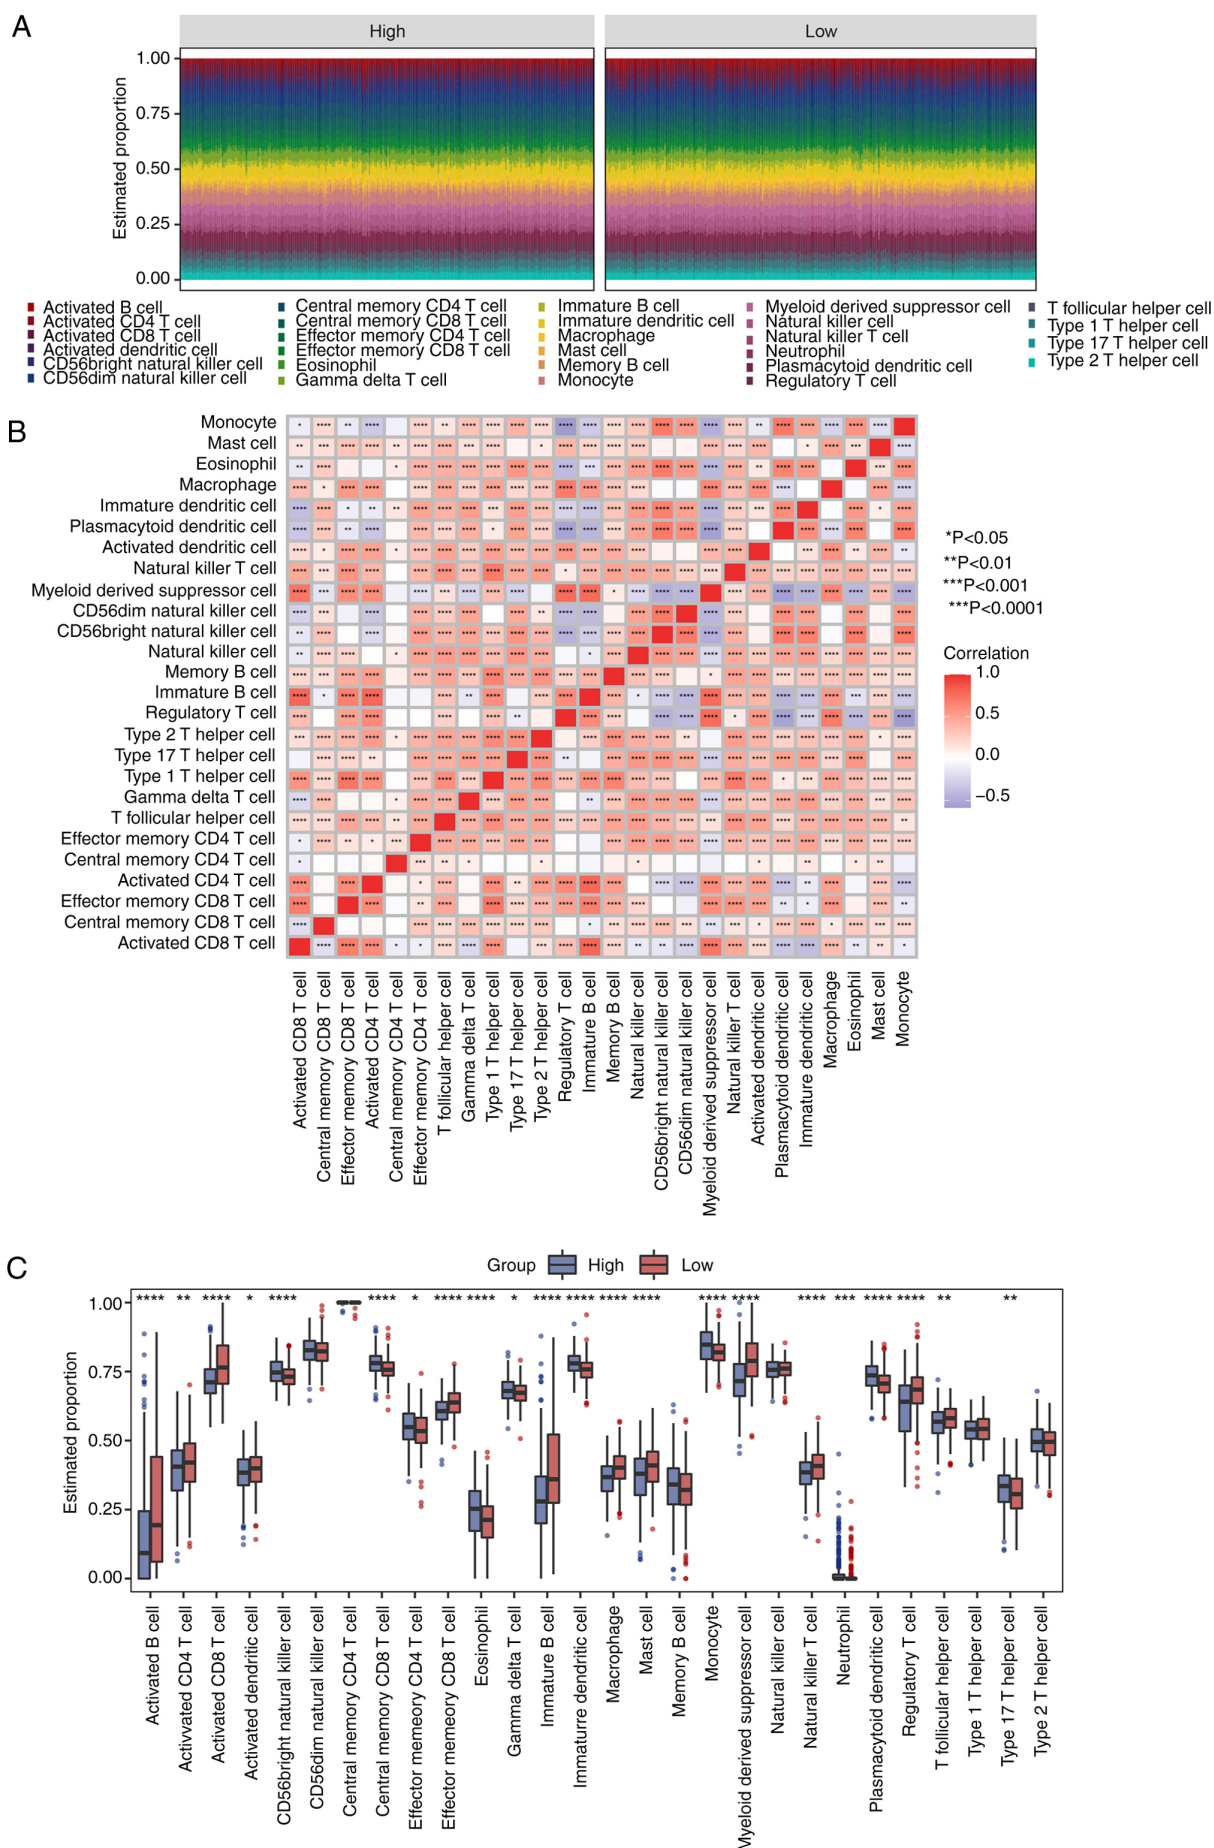 A
High
Low
Estimated proportion
1.00
0.75
0.50
0.25
0.00
Activated B cell
Activated CD4 T cell
Activated CD8 T cell
Activated dendritic cell
CD56bright natural killer cell
CD56dim natural killer cell
Central memory CD4 T cell
Central memory CD8 T cell
Effector memory CD4 T cell
Effector memory CD8 T cell
Eosinophil
Gamma delta T cell
Immature B cell
Immature dendritic cell
Macrophage
Mast cell
Memory B cell
Monocyte
Myeloid derived suppressor cell
Natural killer cell
Natural killer T cell
Neutrophil
Plasmacytoid dendritic cell
Regulatory T cell
T follicular helper cell
Type 1 T helper cell
Type 17 T helper cell
Type 2 T helper cell
B
Monocyte
Mast cell
Eosinophil
Macrophage
Immature dendritic cell
Plasmacytoid dendritic cell
Activated dendritic cell
Natural killer T cell
Myeloid derived suppressor cell
CD56dim natural killer cell
CD56bright natural killer cell
Natural killer cell
Memory B cell
Immature B cell
Regulatory T cell
Type 2 T helper cell
Type 17 T helper cell
Type 1 T helper cell
Gamma delta T cell
T follicular helper cell
Effector memory CD4 T cell
Central memory CD4 T cell
Activated CD4 T cell
Effector memory CD8 T cell
Central memory CD8 T cell
Activated CD8 T cell
*P<0.05
**P<0.01
***P<0.001
***P<0.0001
Correlation
1.0
0.5
0.0
−0.5
Activated CD8 T cell
Central memory CD8 T cell
Effector memory CD8 T cell
Activated CD4 T cell
Central memory CD4 T cell
Effector memory CD4 T cell
T follicular helper cell
Gamma delta T cell
Type 1 T helper cell
Type 17 T helper cell
Type 2 T helper cell
Regulatory T cell
Immature B cell
Memory B cell
Natural killer cell
CD56bright natural killer cell
CD56dim natural killer cell
Myeloid derived suppressor cell
Natural killer T cell
Activated dendritic cell
Plasmacytoid dendritic cell
Immature dendritic cell
Macrophage
Eosinophil
Mast cell
Monocyte
C
Group High Low
Estimated proportion
1.00
0.75
0.50
0.25
0.00
**** ** **** * **** **** * **** **** * **** **** **** **** **** **** **** *** **** **** ** **
Activated B cell
Activvated CD4 T cell
Activated CD8 T cell
Activated dendritic cell
CD56bright natural killer cell
CD56dim natural killer cell
Central memory CD4 T cell
Central memory CD8 T cell
Effector memory CD4 T cell
Effector memeory CD8 T cell
Eosinophil
Gamma delta T cell
Immature B cell
Immaturre dendritic cell
Macrophage
Mast cell
Memory B cell
Monocyte
Myeloid derived suppressor cell
Natural killer cell
Natural killer T cell
Neutrophil
Plasmacytoid dendritic cell
Regulatory T cell
T follicular helper cell
Type 1 T helper cell
Type 17 T helper cell
Type 2 T helper cell